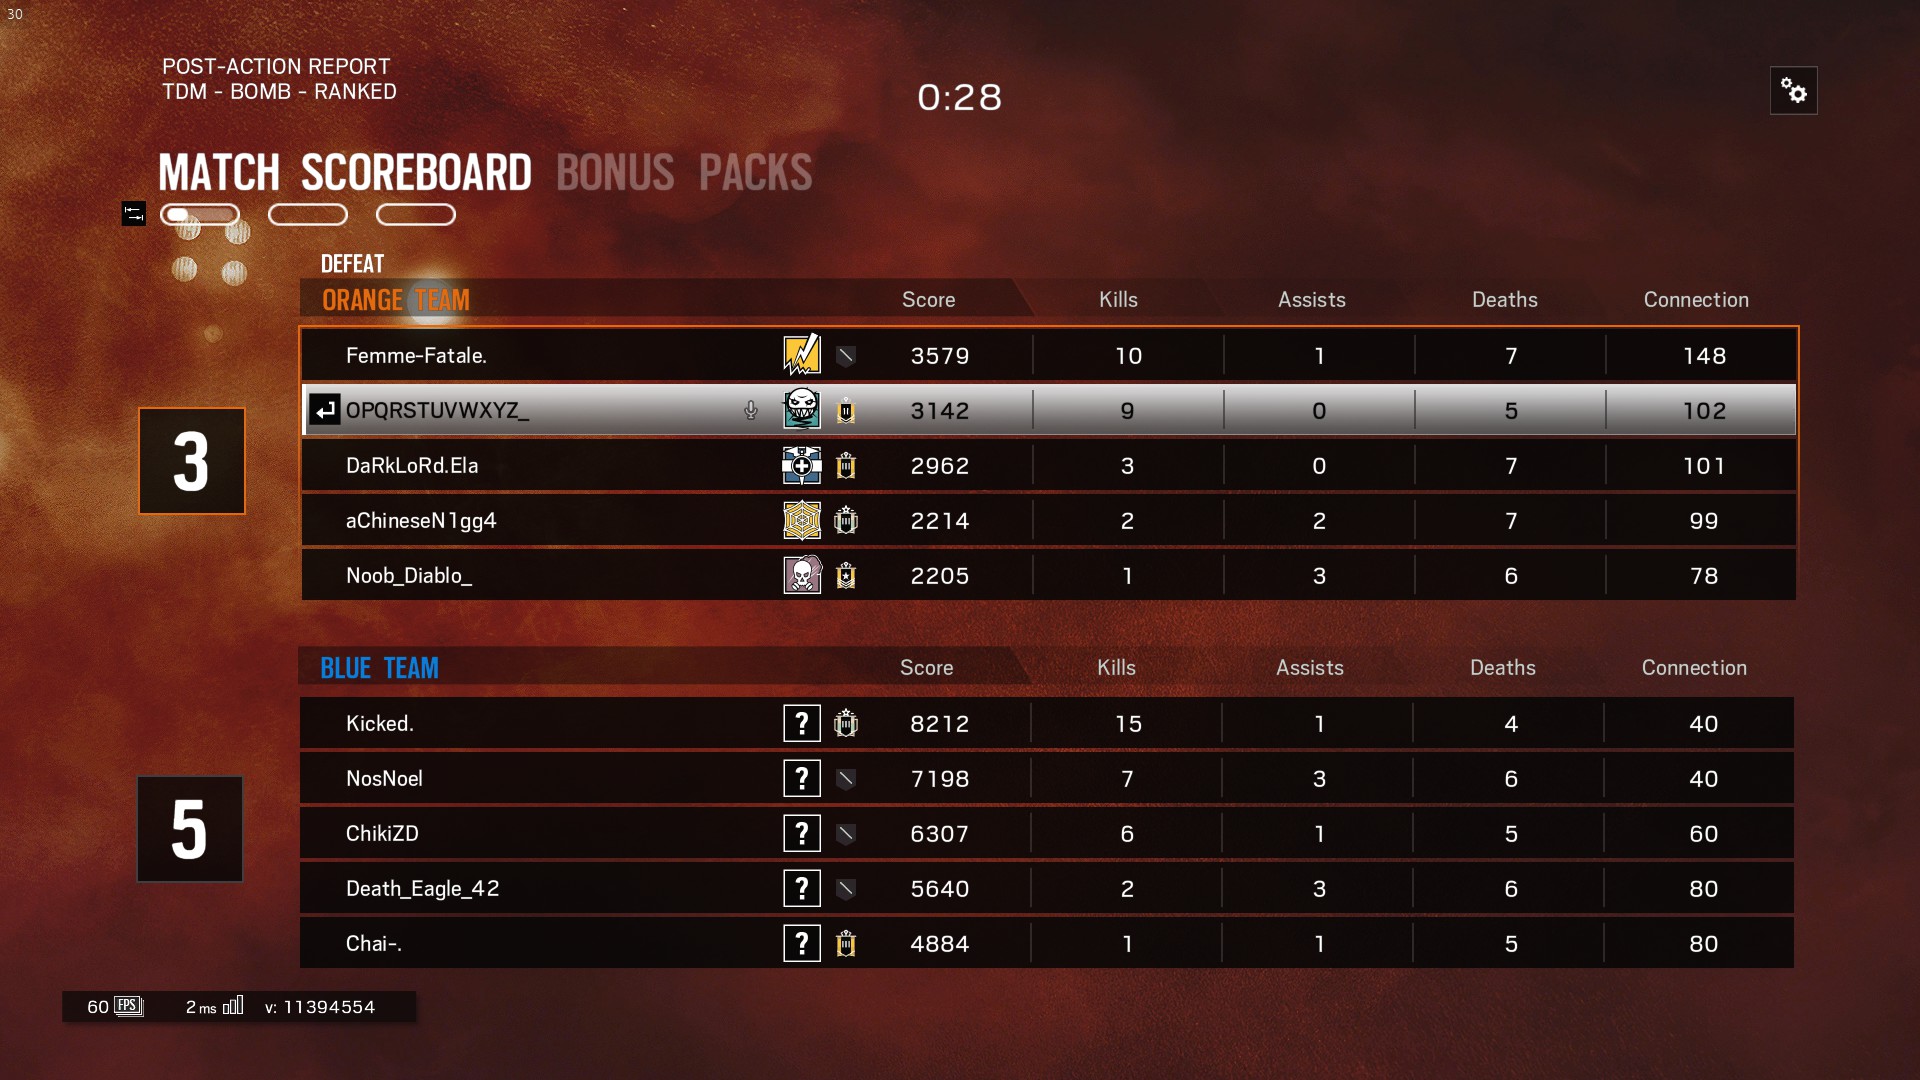 30
POST-ACTION REPORT
TDM - BOMB - RANKED
0:28
MATCH SCOREBOARD BONUS PACKS
DEFEAT
ORANGE TEAM Score Kills Assists Deaths Connection
Femme-Fatale. 3579 10 1 7 148
OPQRSTUVWXYZ_ 3142 9 0 5 102
3
DaRkLoRd.Ela 2962 3 0 7 101
aChineseN1gg4 2214 2 2 7 99
Noob_Diablo_ 2205 1 3 6 78
BLUE TEAM Score Kills Assists Deaths Connection
Kicked. ? 8212 15 1 4 40
NosNoel ? 7198 7 3 6 40
5
ChikiZD ? 6307 6 1 5 60
Death_Eagle_42 ? 5640 2 3 6 80
Chai-. ? 4884 1 1 5 80
60 FPS 2 ms v: 11394554